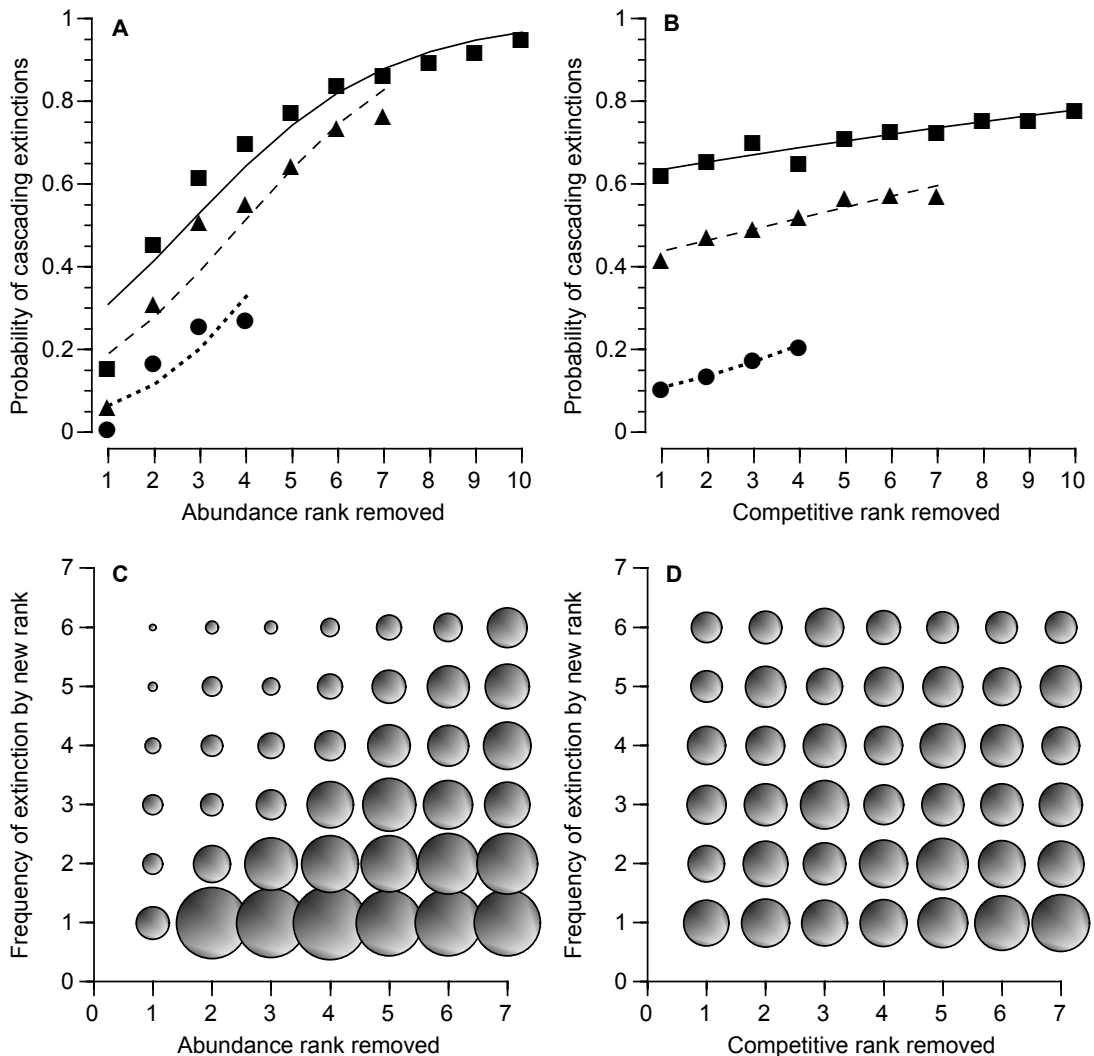 A
Probability of cascading extinctions
1
0.8
0.6
0.4
0.2
0
1 2 3 4 5 6 7 8 9 10
Abundance rank removed
B
Probability of cascading extinctions
1
0.8
0.6
0.4
0.2
0
1 2 3 4 5 6 7 8 9 10
Competitive rank removed
C
Frequency of extinction by new rank
7
6
5
4
3
2
1
0
0 1 2 3 4 5 6 7
Abundance rank removed
D
Frequency of extinction by new rank
7
6
5
4
3
2
1
0
0 1 2 3 4 5 6 7
Competitive rank removed